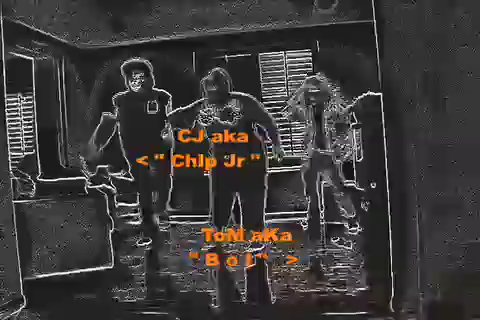 CJ aka
< " ChIp Jr "
ToM aKa
" B o I " >